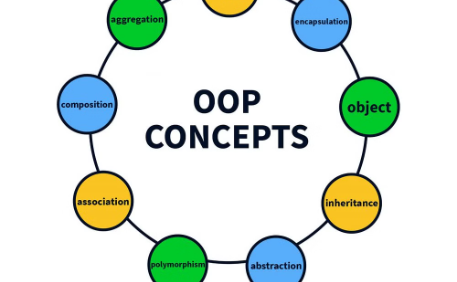 aggregation
encapsulation
composition
OOP
CONCEPTS
object
association
inheritance
polymorphism
abstraction